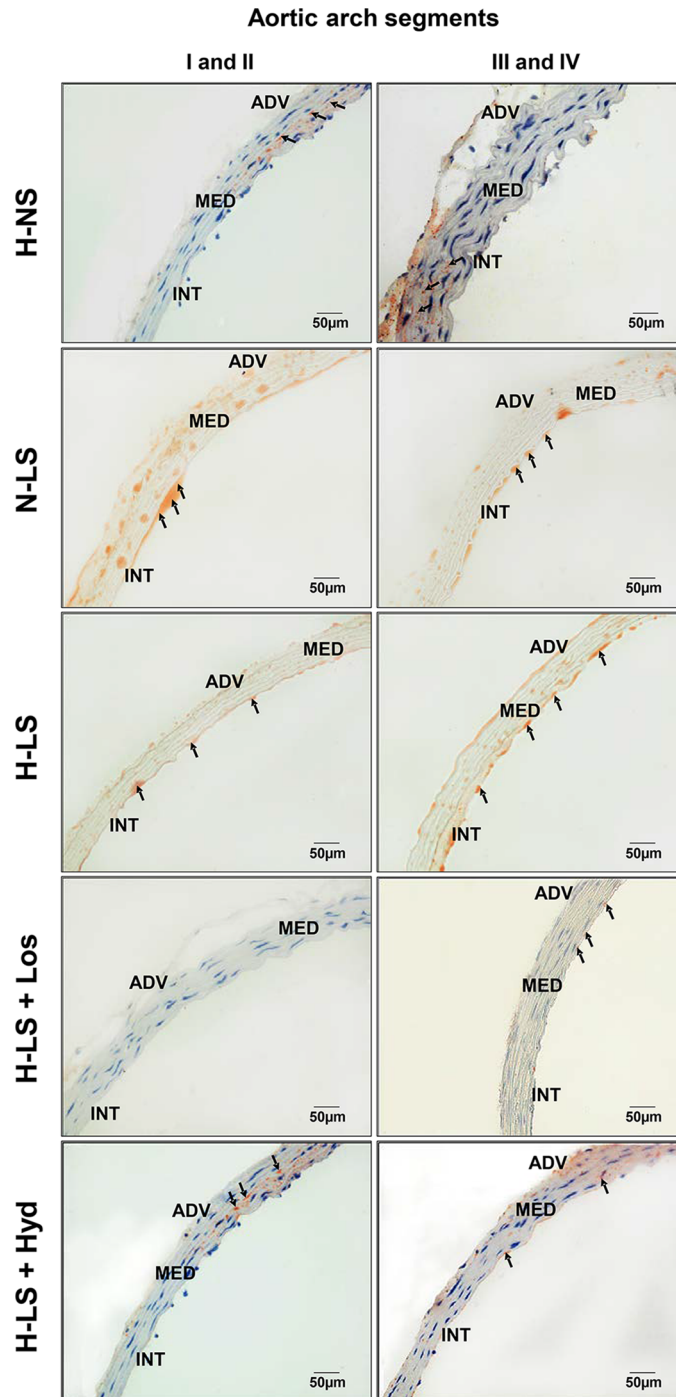 Aortic arch segments
I and II
III and IV
H-NS
ADV
MED
INT
50µm
ADV
MED
INT
50µm
N-LS
ADV
MED
INT
50µm
ADV
MED
INT
50µm
H-LS
MED
ADV
INT
50µm
ADV
MED
INT
50µm
H-LS + Los
MED
ADV
INT
50µm
ADV
MED
INT
50µm
H-LS + Hyd
ADV
MED
INT
50µm
ADV
MED
INT
50µm